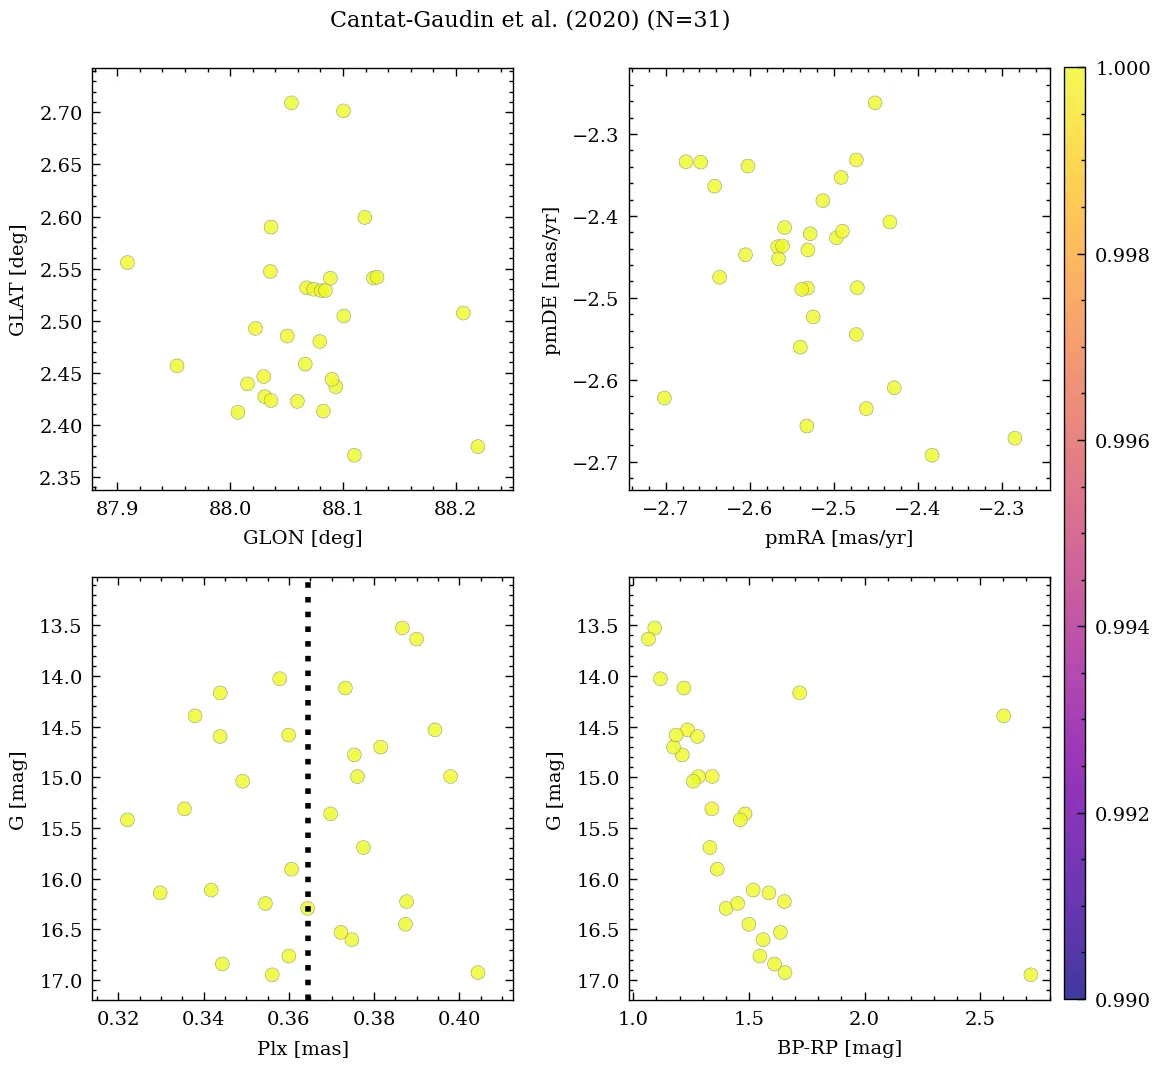 Cantat-Gaudin et al. (2020) (N=31)
2.70
2.65
2.60
2.55
2.50
2.45
2.40
2.35
GLAT [deg]
87.9 88.0 88.1 88.2
GLON [deg]
−2.3
−2.4
−2.5
−2.6
−2.7
pmDE [mas/yr]
−2.7 −2.6 −2.5 −2.4 −2.3
pmRA [mas/yr]
13.5
14.0
14.5
15.0
15.5
16.0
16.5
17.0
G [mag]
0.32 0.34 0.36 0.38 0.40
Plx [mas]
13.5
14.0
14.5
15.0
15.5
16.0
16.5
17.0
G [mag]
1.0 1.5 2.0 2.5
BP-RP [mag]
1.000
0.998
0.996
0.994
0.992
0.990